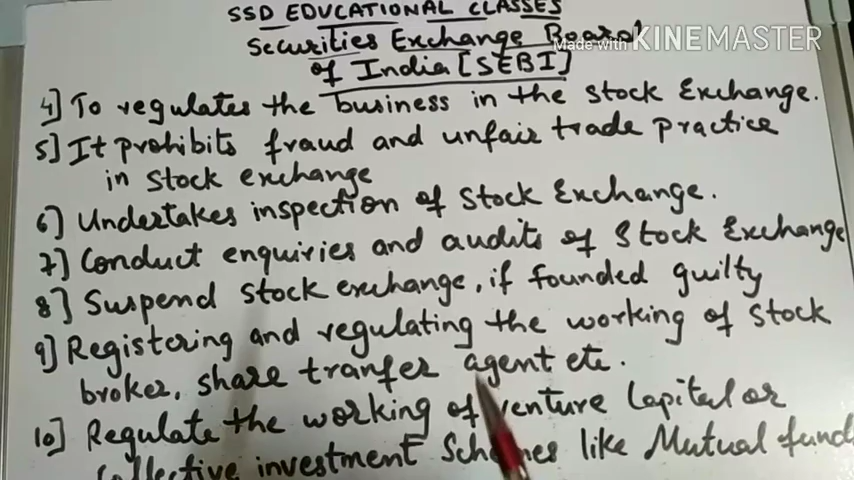 SSD EDUCATIONAL CLASSES
Securities Exchange Board
Made with KINEMASTER
of India [SEBI]
4] To regulates the business in the stock Exchange.
5] It prohibits fraud and unfair trade practice
in stock exchange
6] Undertakes inspection of Stock Exchange.
7] Conduct enquiries and audits of Stock Exchange
8] Suspend stock exchange, if founded guilty
9] Registering and regulating the working of stock
broker, share tranfer agent etc.
10] Regulate the working of venture Capital or
Collective investment Schemes like Mutual fund